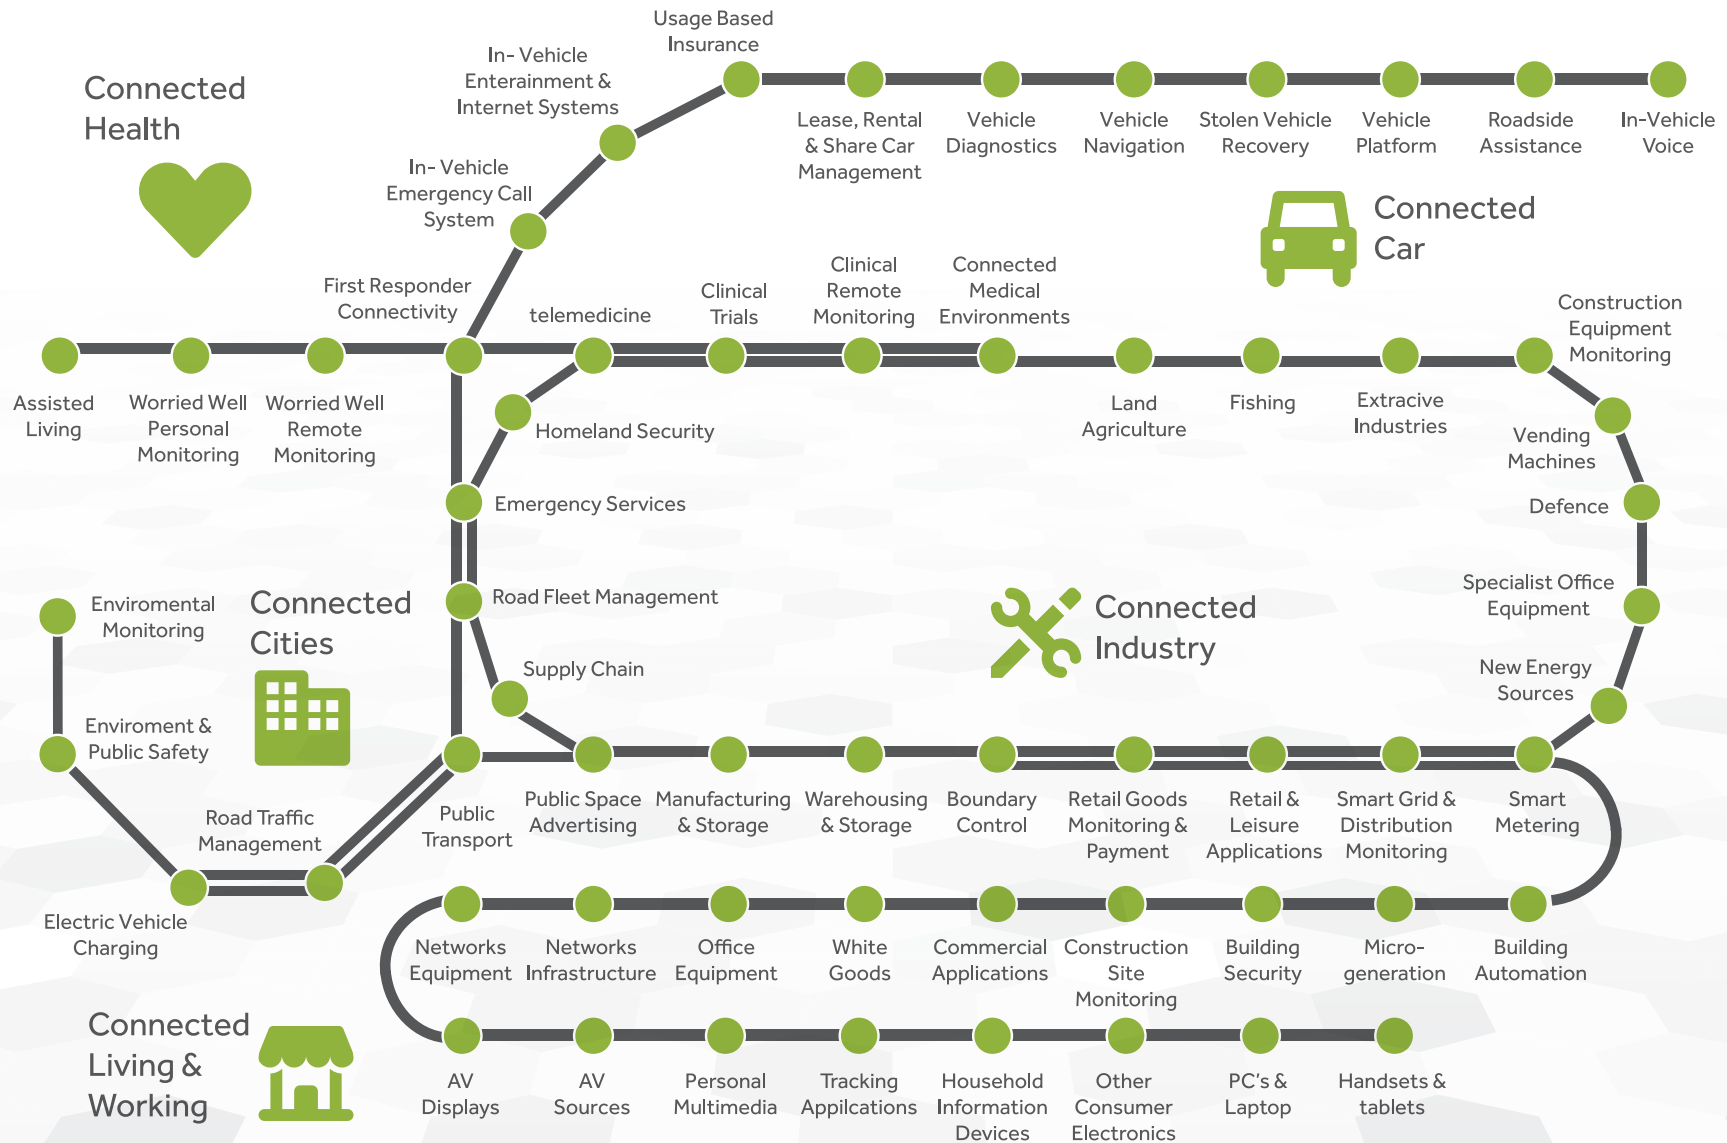 Usage Based
Insurance
In- Vehicle
Enterainment &
Internet Systems
Connected
Health
In- Vehicle
Emergency Call
System
Lease, Rental
& Share Car
Management
Vehicle
Diagnostics
Vehicle
Navigation
Stolen Vehicle
Recovery
Vehicle
Platform
Roadside
Assistance
In-Vehicle
Voice
Connected
Car
First Responder
Connectivity
telemedicine
Clinical
Trials
Clinical
Remote
Monitoring
Connected
Medical
Environments
Construction
Equipment
Monitoring
Assisted
Living
Worried Well
Personal
Monitoring
Worried Well
Remote
Monitoring
Homeland Security
Land
Agriculture
Fishing
Extracive
Industries
Vending
Machines
Emergency Services
Defence
Enviromental
Monitoring
Connected
Cities
Road Fleet Management
Connected
Industry
Specialist Office
Equipment
Supply Chain
New Energy
Sources
Enviroment &
Public Safety
Road Traffic
Management
Public
Transport
Public Space
Advertising
Manufacturing
& Storage
Warehousing
& Storage
Boundary
Control
Retail Goods
Monitoring &
Payment
Retail &
Leisure
Applications
Smart Grid &
Distribution
Monitoring
Smart
Metering
Electric Vehicle
Charging
Networks
Equipment
Networks
Infrastructure
Office
Equipment
White
Goods
Commercial
Applications
Construction
Site
Monitoring
Building
Security
Micro-
generation
Building
Automation
Connected
Living &
Working
AV
Displays
AV
Sources
Personal
Multimedia
Tracking
Appilcations
Household
Information
Devices
Other
Consumer
Electronics
PC's &
Laptop
Handsets &
tablets